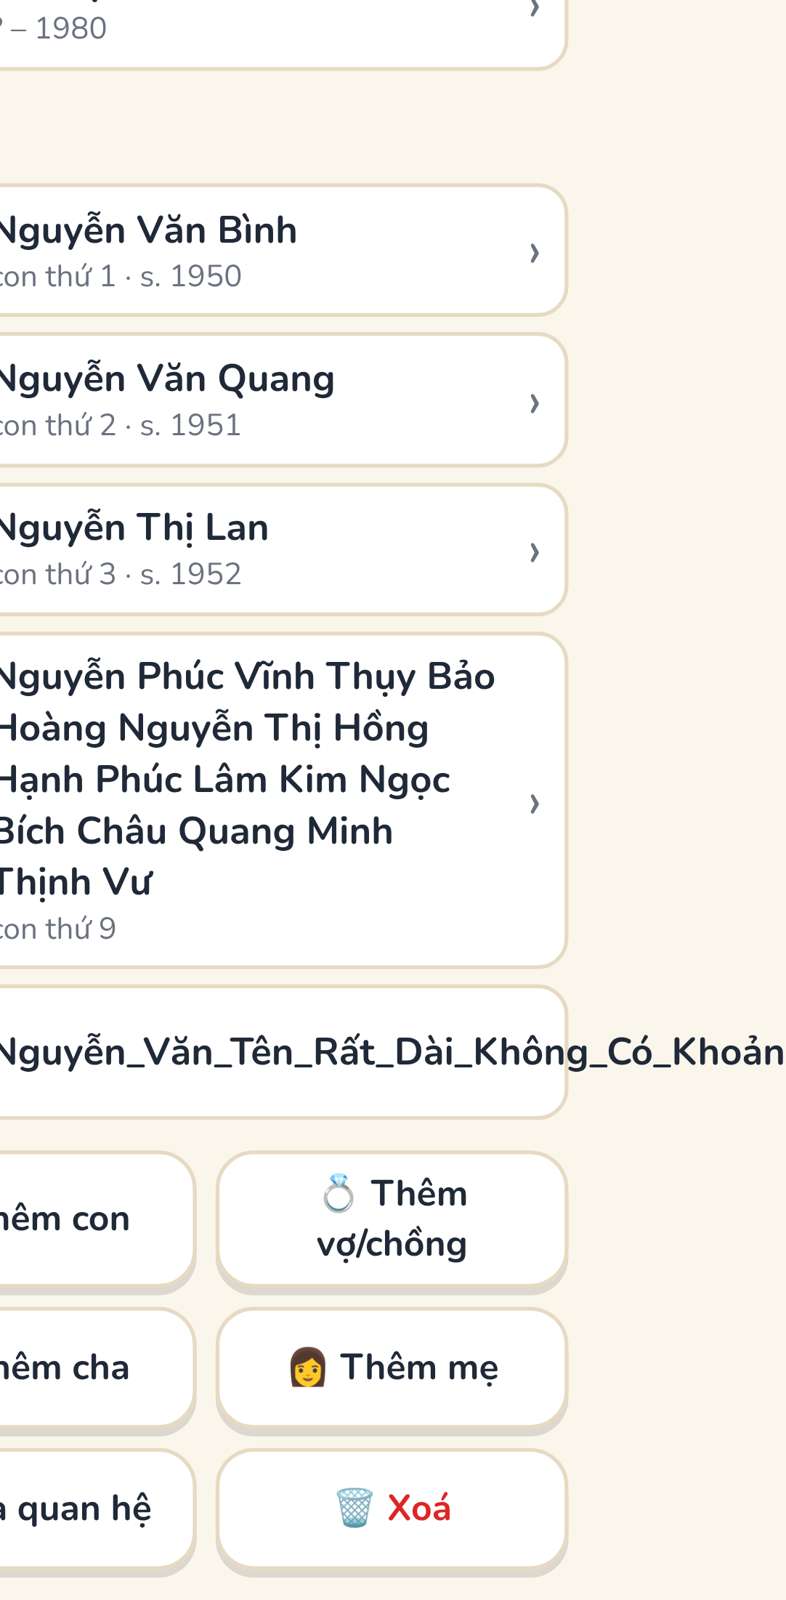 – 1980
Nguyễn Văn Bình
con thứ 1 · s. 1950
Nguyễn Văn Quang
con thứ 2 · s. 1951
Nguyễn Thị Lan
con thứ 3 · s. 1952
Nguyễn Phúc Vĩnh Thụy Bảo
Hoàng Nguyễn Thị Hồng
Hạnh Phúc Lâm Kim Ngọc
Bích Châu Quang Minh
Thịnh Vư
con thứ 9
Nguyễn_Văn_Tên_Rất_Dài_Không_Có_Khoản
hêm con
💍 Thêm
vợ/chồng
hêm cha
👩 Thêm mẹ
quan hệ
🗑️ Xoá